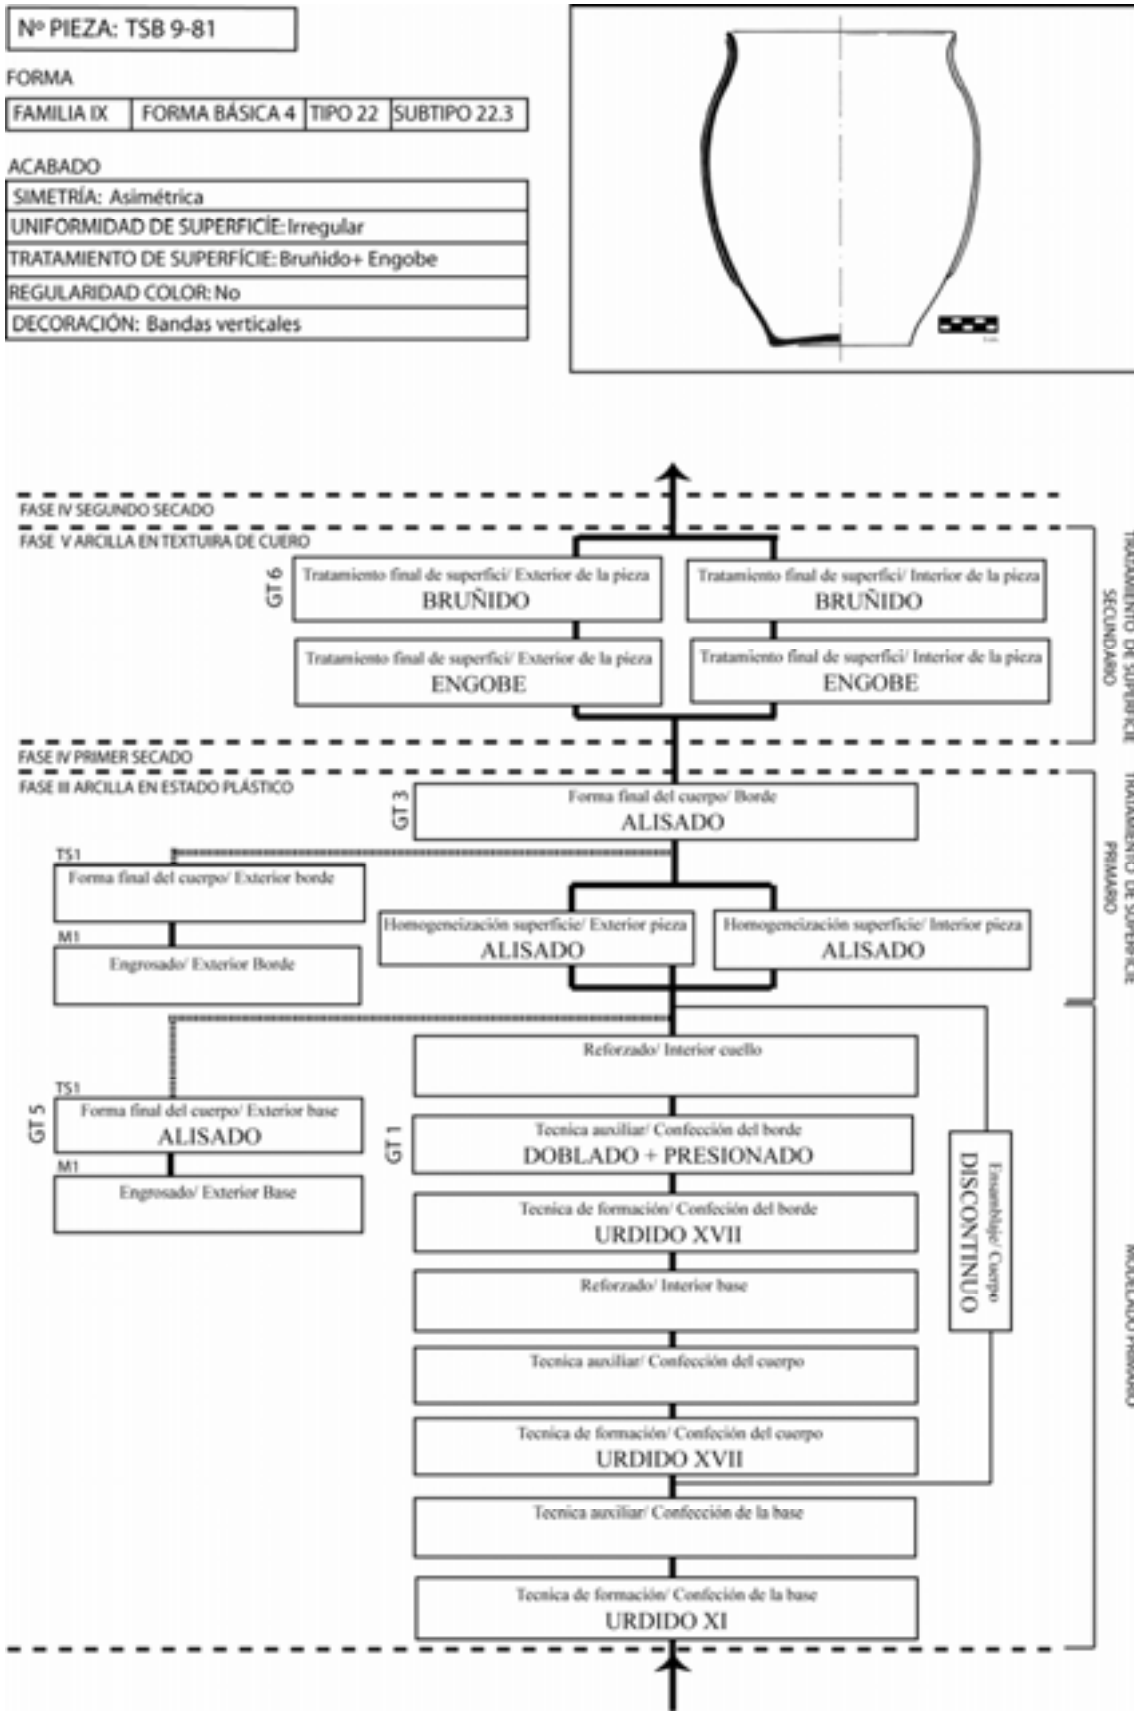 Nº PIEZA: TSB 9-81
FORMA
FAMILIA IX FORMA BÁSICA 4 TIPO 22 SUBTIPO 22.3
ACABADO
SIMETRÍA: Asimétrica
UNIFORMIDAD DE SUPERFICÍE: Irregular
TRATAMIENTO DE SUPERFÍCIE: Bruñido+ Engobe
REGULARIDAD COLOR: No
DECORACIÓN: Bandas verticales
FASE IV SEGUNDO SECADO
FASE V ARCILLA EN TEXTUIRA DE CUERO
GT 6
Tratamiento final de superfici/ Exterior de la pieza
BRUÑIDO
Tratamiento final de superfici/ Interior de la pieza
BRUÑIDO
Tratamiento final de superfici/ Exterior de la pieza
ENGOBE
Tratamiento final de superfici/ Interior de la pieza
ENGOBE
TRATAMIENTO DE SUPERFICIE
SECUNDARIO
FASE IV PRIMER SECADO
FASE III ARCILLA EN ESTADO PLÁSTICO
GT 3
Forma final del cuerpo/ Borde
ALISADO
TS1
Forma final del cuerpo/ Exterior borde
M1
Engrosado/ Exterior Borde
Homogeneización superficie/ Exterior pieza
ALISADO
Homogeneización superficie/ Interior pieza
ALISADO
TRATAMIENTO DE SUPERFICIE
PRIMARIO
Reforzado/ Interior cuello
TS1
GT 5
Forma final del cuerpo/ Exterior base
ALISADO
M1
Engrosado/ Exterior Base
GT 1
Tecnica auxiliar/ Confección del borde
DOBLADO + PRESIONADO
Tecnica de formación/ Confeción del borde
URDIDO XVII
Reforzado/ Interior base
Tecnica auxiliar/ Confección del cuerpo
Tecnica de formación/ Confeción del cuerpo
URDIDO XVII
Ensamblaje/ Cuerpo
DISCONTINUO
Tecnica auxiliar/ Confección de la base
Tecnica de formación/ Confeción de la base
URDIDO XI
MODELADO PRIMARIO